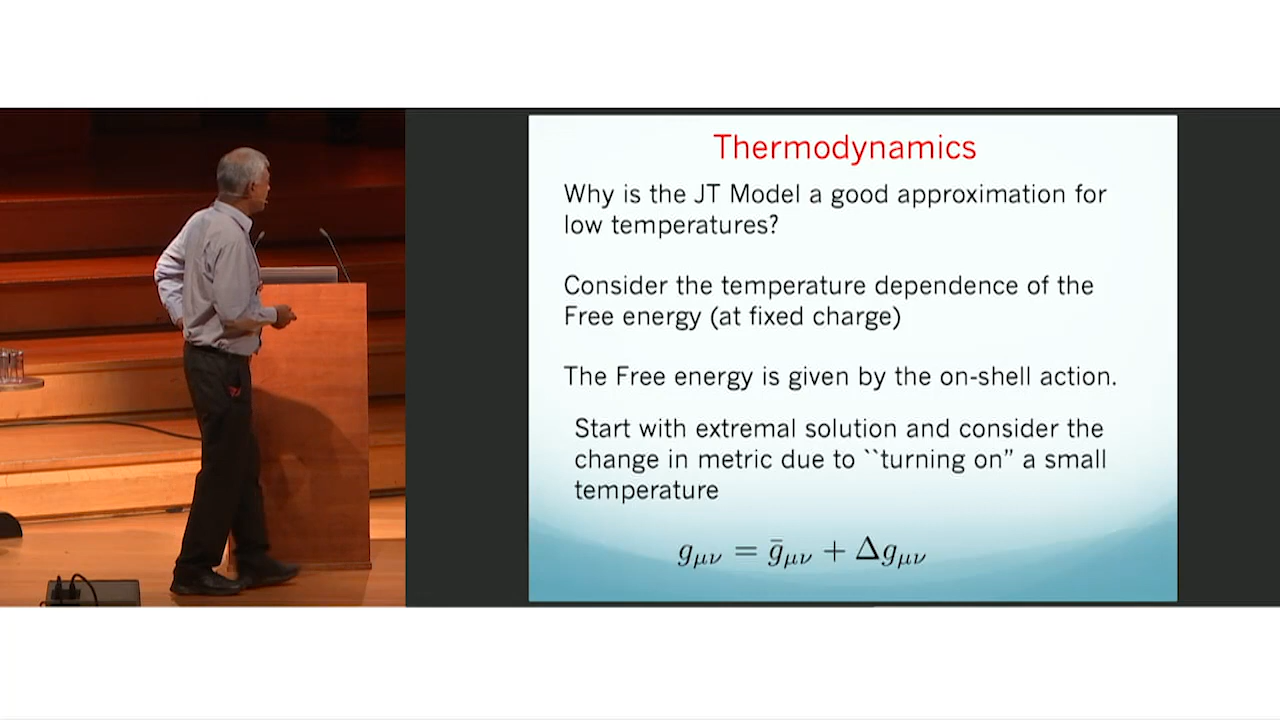 Thermodynamics
Why is the JT Model a good approximation for
low temperatures?
Consider the temperature dependence of the
Free energy (at fixed charge)
The Free energy is given by the on-shell action.
Start with extremal solution and consider the
change in metric due to ``turning on” a small
temperature
$g_{\mu\nu} = \bar{g}_{\mu\nu} + \Delta g_{\mu\nu}$